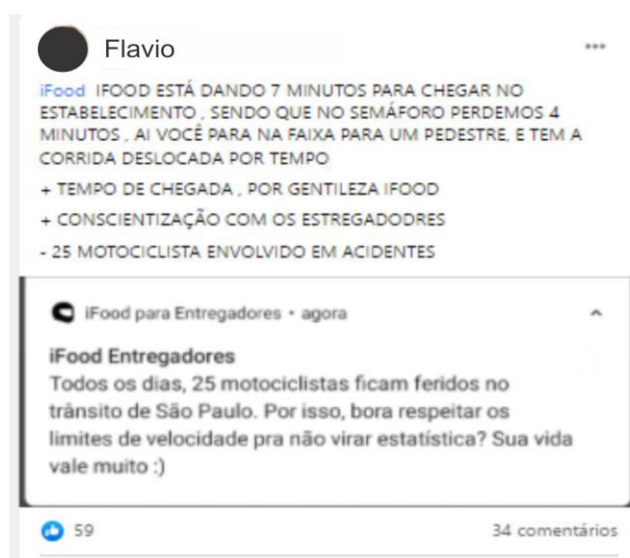 Flavio
iFood IFOOD ESTÁ DANDO 7 MINUTOS PARA CHEGAR NO
ESTABELECIMENTO , SENDO QUE NO SEMÁFORO PERDEMOS 4
MINUTOS , AI VOCÊ PARA NA FAIXA PARA UM PEDESTRE, E TEM A
CORRIDA DESLOCADA POR TEMPO
+ TEMPO DE CHEGADA , POR GENTILEZA IFOOD
+ CONSCIENTIZAÇÃO COM OS ESTREGADODRES
- 25 MOTOCICLISTA ENVOLVIDO EM ACIDENTES
iFood para Entregadores • agora
iFood Entregadores
Todos os dias, 25 motociclistas ficam feridos no
trânsito de São Paulo. Por isso, bora respeitar os
limites de velocidade pra não virar estatística? Sua vida
vale muito :)
59
34 comentários